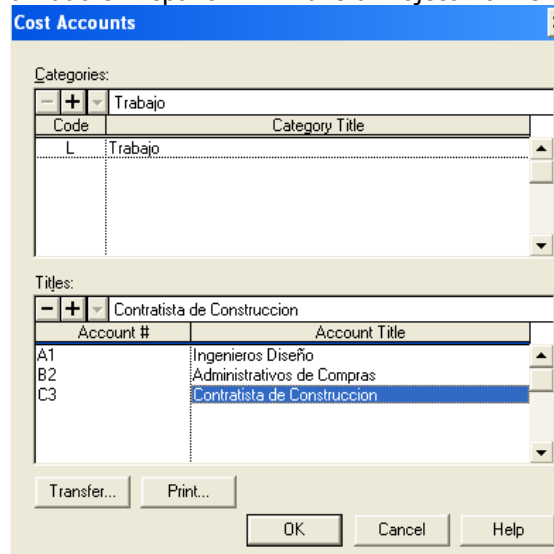 Cost Accounts
Categories:
Trabajo
Code Category Title
L Trabajo
Titles:
Contratista de Construccion
Account # Account Title
A1 Ingenieros Diseño
B2 Administrativos de Compras
C3 Contratista de Construccion
Transfer... Print...
OK Cancel Help